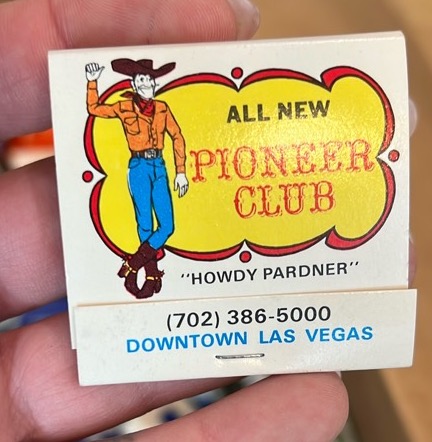 ALL NEW
PIONEER
CLUB
"HOWDY PARDNER"
(702) 386-5000
DOWNTOWN LAS VEGAS